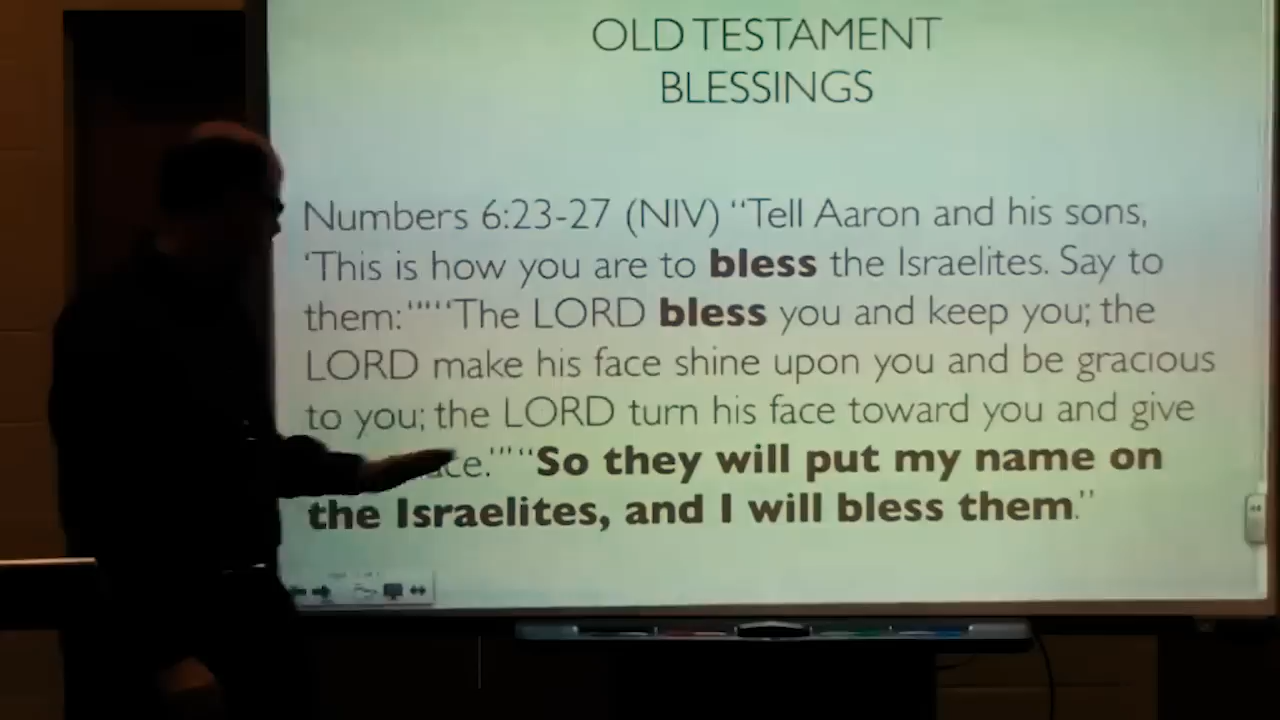 OLD TESTAMENT
BLESSINGS
Numbers 6:23-27 (NIV) “Tell Aaron and his sons,
‘This is how you are to bless the Israelites. Say to
them:’”“‘“The LORD bless you and keep you; the
LORD make his face shine upon you and be gracious
to you; the LORD turn his face toward you and give
“So they will put my name on
the Israelites, and I will bless them.”